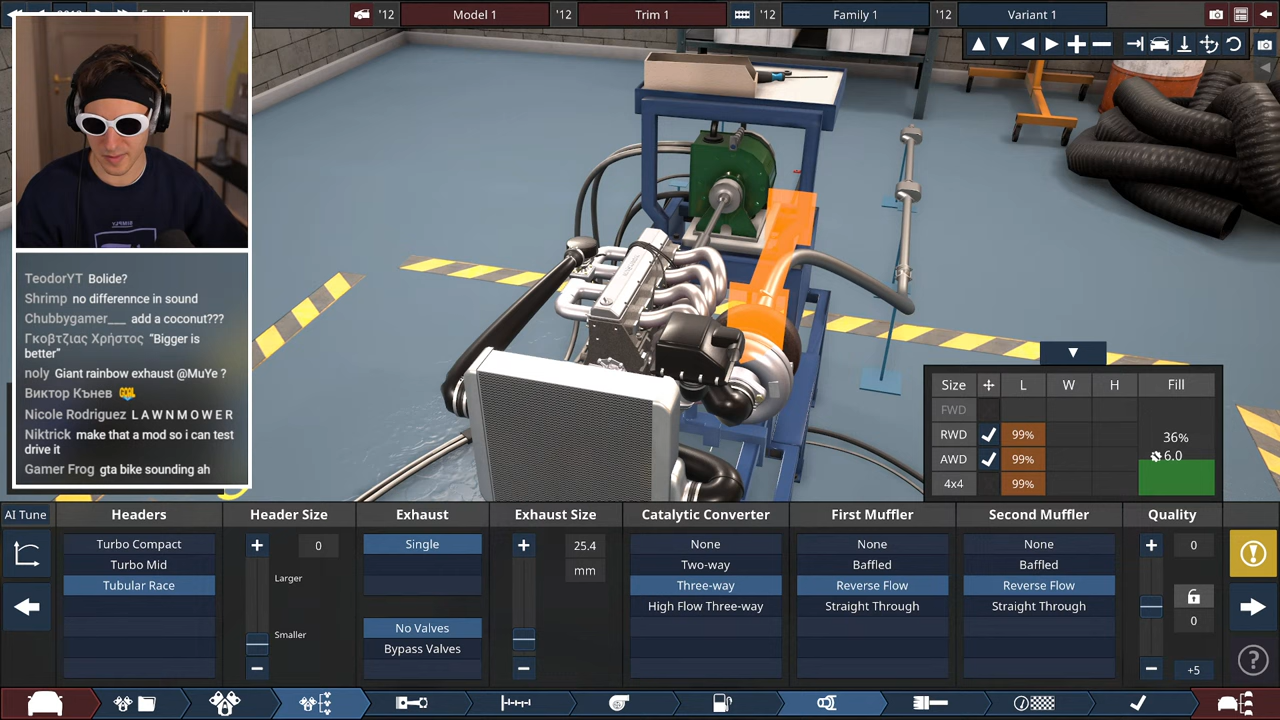 '12 Model 1 '12 Trim 1 '12 Family 1 '12 Variant 1
TeodorYT Bolide?
Shrimp no differennce in sound
Chubbygamer___ add a coconut???
Γκοβτζιας Χρήστος “Bigger is
better”
noly Giant rainbow exhaust @MuYe ?
Виктор Кънев
Nicole Rodriguez L A W N M O W E R
Niktrick make that a mod so i can test
drive it
Gamer Frog gta bike sounding ah
Size L W H Fill
FWD
RWD 99%
AWD 99%
4x4 99%
36%
6.0
AI Tune
Headers
Turbo Compact
Turbo Mid
Tubular Race
Header Size
0
Larger
Smaller
Exhaust
Single
No Valves
Bypass Valves
Exhaust Size
25.4
mm
Catalytic Converter
None
Two-way
Three-way
High Flow Three-way
First Muffler
None
Baffled
Reverse Flow
Straight Through
Second Muffler
None
Baffled
Reverse Flow
Straight Through
Quality
0
0
+5